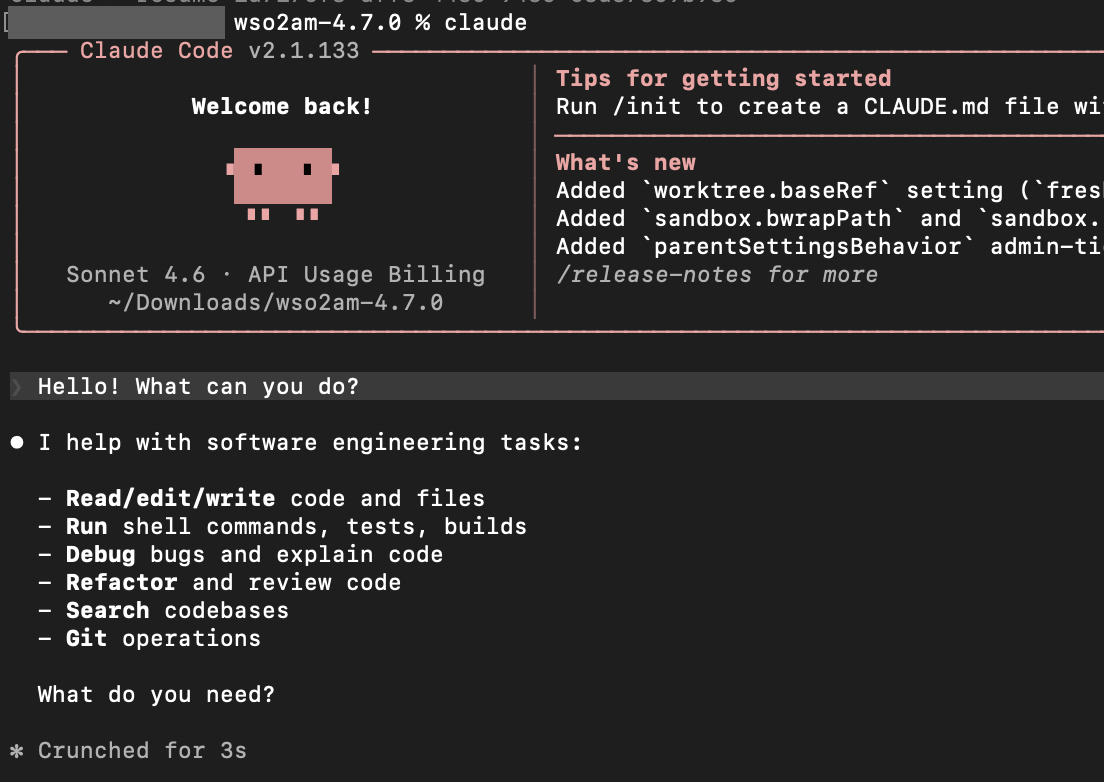 wso2am-4.7.0 % claude
Claude Code v2.1.133
Welcome back!
Sonnet 4.6 · API Usage Billing
~/Downloads/wso2am-4.7.0
Tips for getting started
Run /init to create a CLAUDE.md file wi
What's new
Added `worktree.baseRef` setting (`fres
Added `sandbox.bwrapPath` and `sandbox.
Added `parentSettingsBehavior` admin-ti
/release-notes for more
❯ Hello! What can you do?
● I help with software engineering tasks:
- Read/edit/write code and files
- Run shell commands, tests, builds
- Debug bugs and explain code
- Refactor and review code
- Search codebases
- Git operations
What do you need?
✻ Crunched for 3s